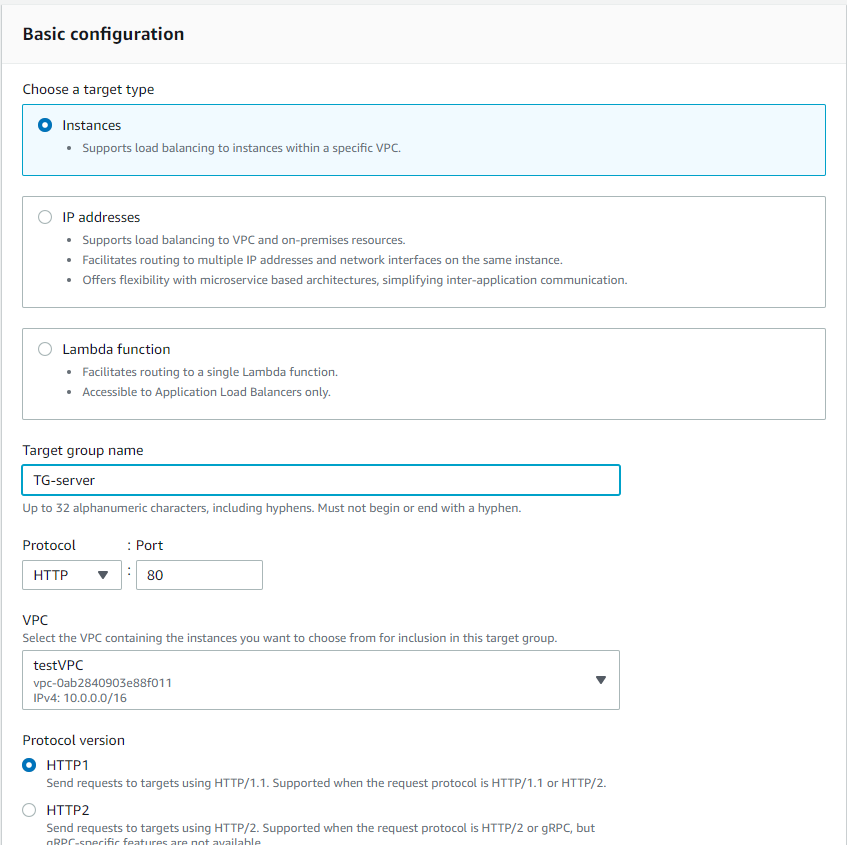 Basic configuration
Choose a target type
Instances
• Supports load balancing to instances within a specific VPC.
IP addresses
• Supports load balancing to VPC and on-premises resources.
• Facilitates routing to multiple IP addresses and network interfaces on the same instance.
• Offers flexibility with microservice based architectures, simplifying inter-application communication.
Lambda function
• Facilitates routing to a single Lambda function.
• Accessible to Application Load Balancers only.
Target group name
TG-server
Up to 32 alphanumeric characters, including hyphens. Must not begin or end with a hyphen.
Protocol : Port
HTTP : 80
VPC
Select the VPC containing the instances you want to choose from for inclusion in this target group.
testVPC
vpc-0ab2840903e88f011
IPv4: 10.0.0.0/16
Protocol version
HTTP1
Send requests to targets using HTTP/1.1. Supported when the request protocol is HTTP/1.1 or HTTP/2.
HTTP2
Send requests to targets using HTTP/2. Supported when the request protocol is HTTP/2 or gRPC, but
gRPC-specific features are not available.